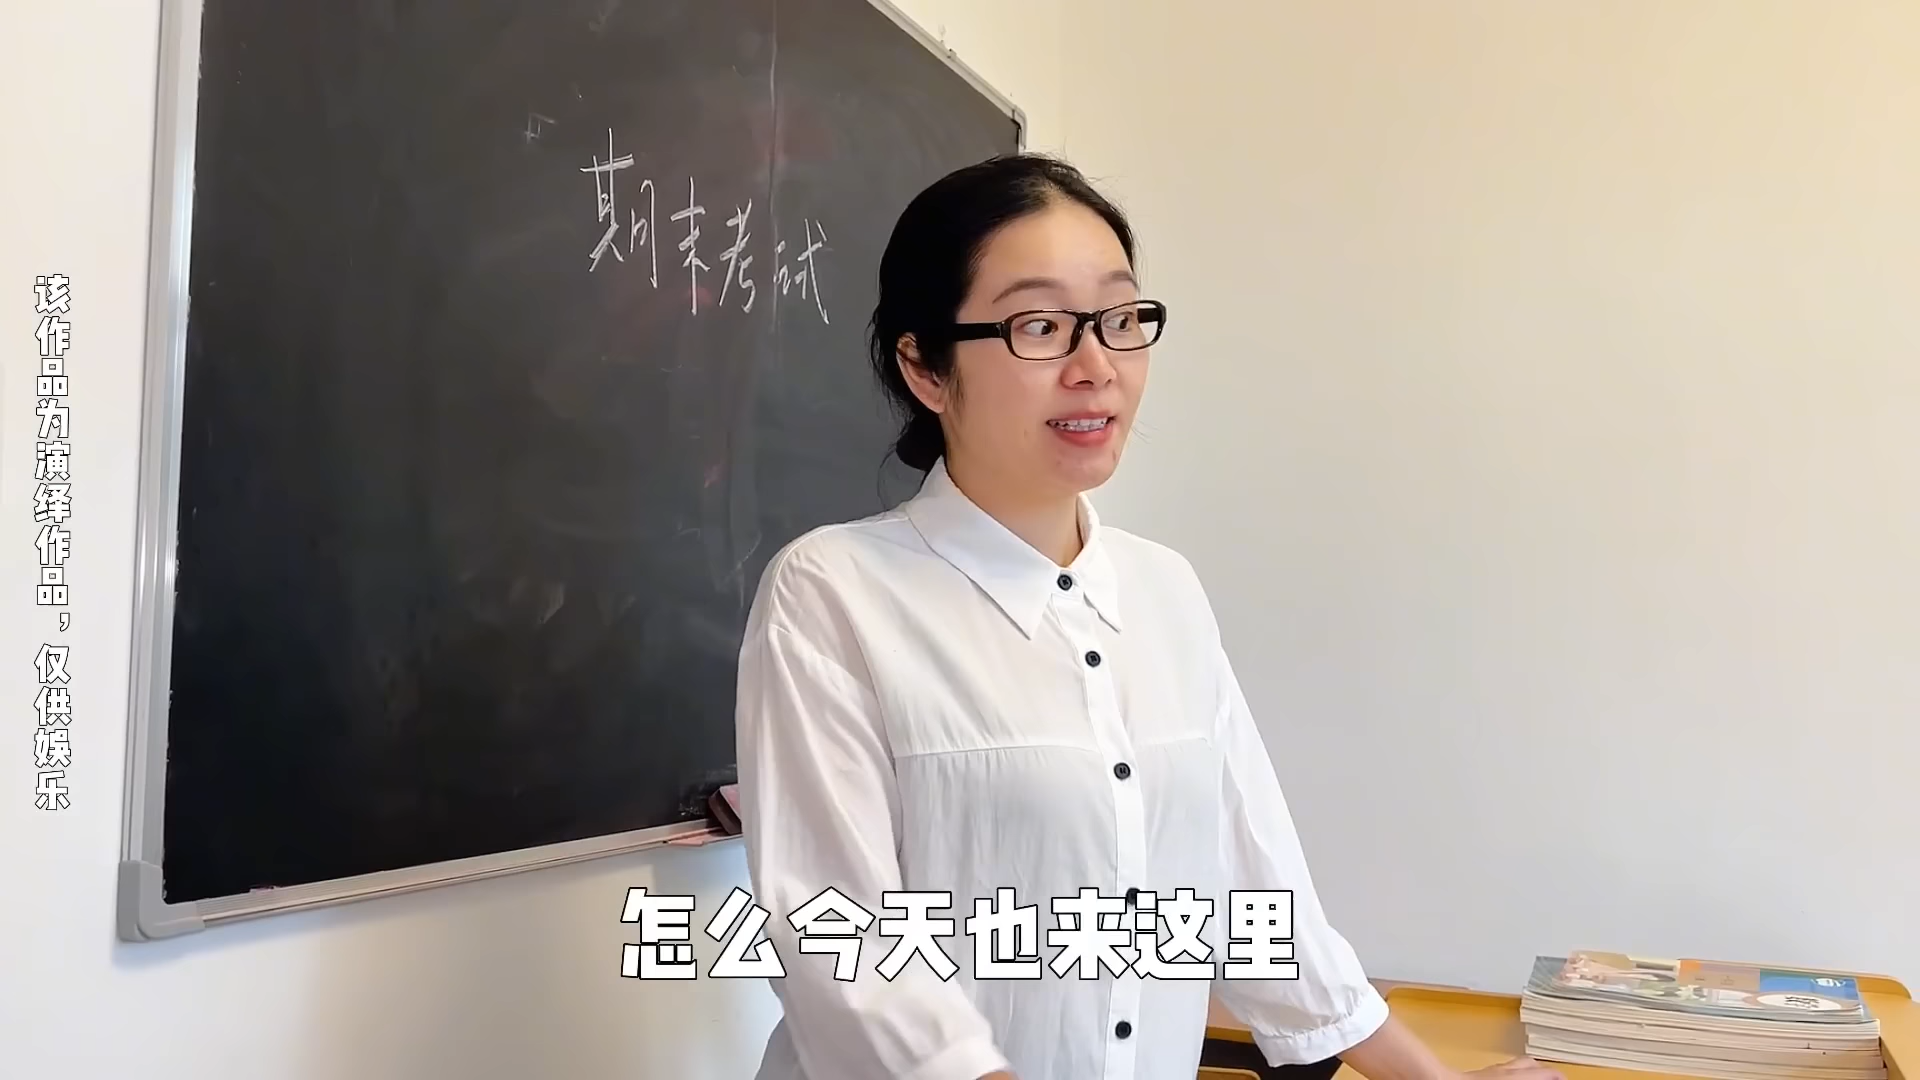 期末考试
该作品为演绎作品，仅供娱乐
怎么今天也来这里